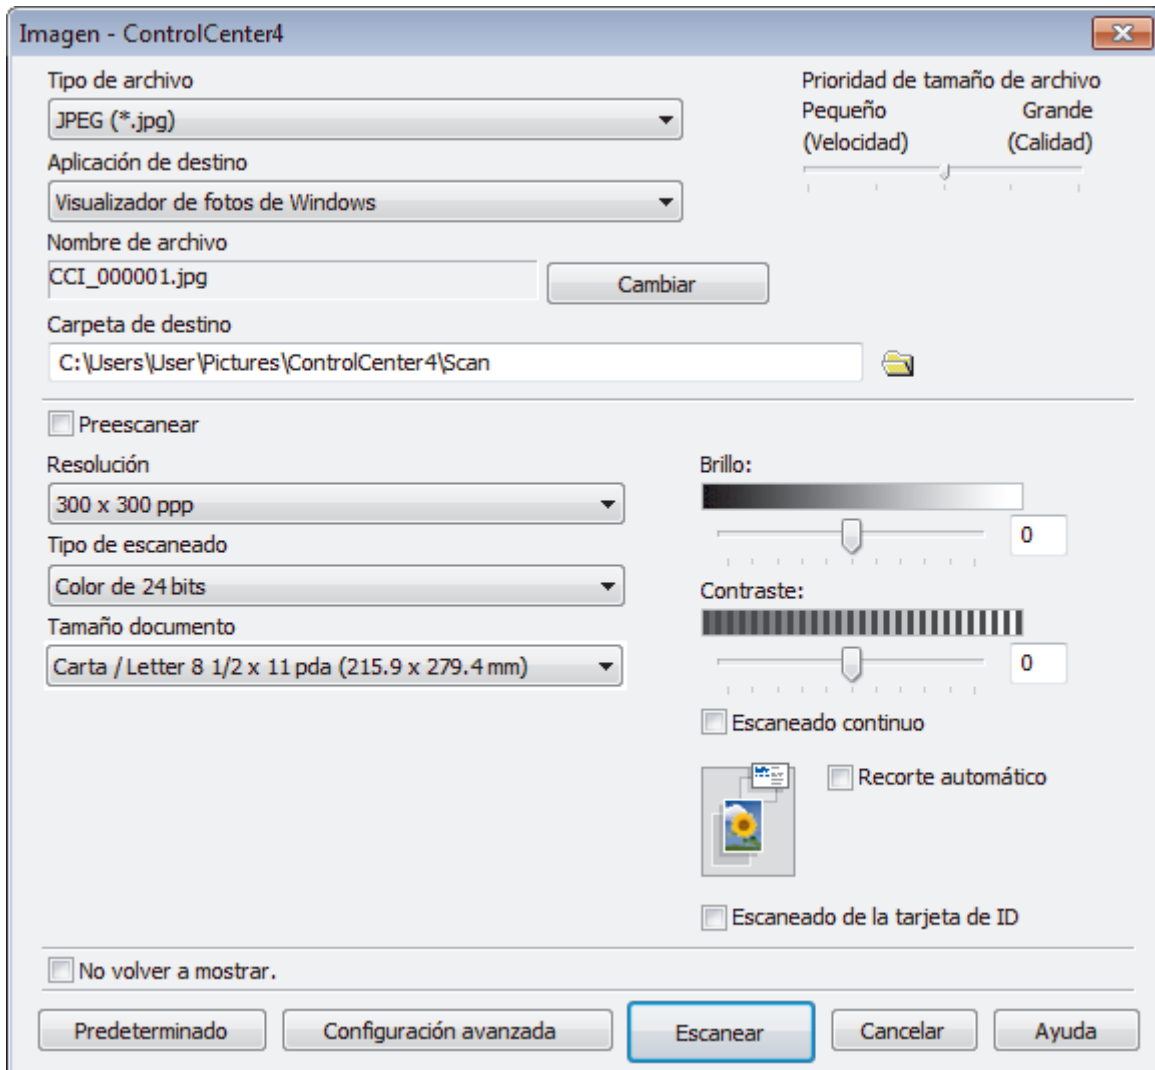 Imagen - ControlCenter4
Tipo de archivo
JPEG (*.jpg)
Aplicación de destino
Visualizador de fotos de Windows
Nombre de archivo
CCI_000001.jpg
Cambiar
Carpeta de destino
C:\Users\User\Pictures\ControlCenter4\Scan
Prioridad de tamaño de archivo
Pequeño Grande
(Velocidad) (Calidad)
Preescanear
Resolución
300 x 300 ppp
Tipo de escaneado
Color de 24 bits
Tamaño documento
Carta / Letter 8 1/2 x 11 pda (215.9 x 279.4 mm)
Brillo:
0
Contraste:
0
Escaneado continuo
Recorte automático
Escaneado de la tarjeta de ID
No volver a mostrar.
Predeterminado
Configuración avanzada
Escanear
Cancelar
Ayuda